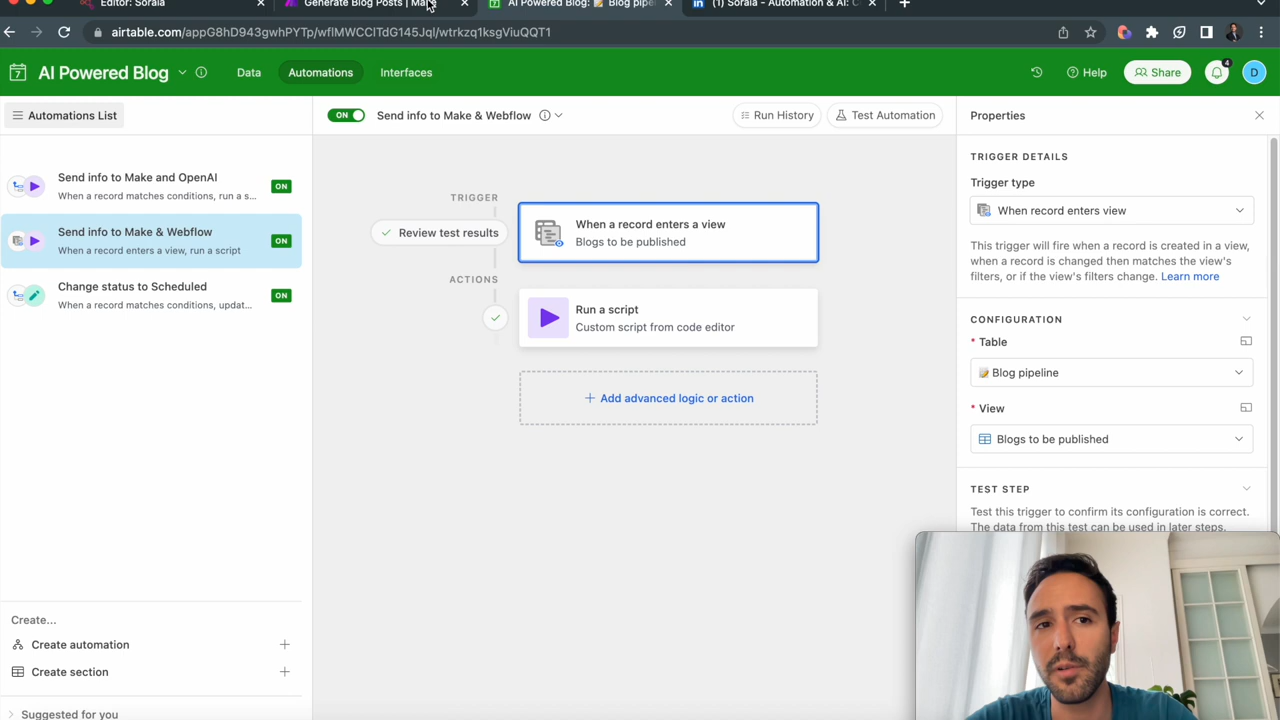 Editor: Soraia
Generate Blog Posts | Make
AI Powered Blog: 📝 Blog pipel
(1) Soraia - Automation & AI: C
airtable.com/appG8hD943gwhPYTp/wflMWCCITdG145Jql/wtrkzq1ksgViuQQT1
AI Powered Blog
Data
Automations
Interfaces
Help
Share
4
D
Automations List
ON
Send info to Make & Webflow
Run History
Test Automation
Properties
Send info to Make and OpenAI
When a record matches conditions, run a s...
ON
Send info to Make & Webflow
When a record enters a view, run a script
ON
Change status to Scheduled
When a record matches conditions, updat...
ON
TRIGGER
Review test results
When a record enters a view
Blogs to be published
ACTIONS
Run a script
Custom script from code editor
Add advanced logic or action
TRIGGER DETAILS
Trigger type
When record enters view
This trigger will fire when a record is created in a view,
when a record is changed then matches the view's
filters, or if the view's filters change. Learn more
CONFIGURATION
* Table
📝 Blog pipeline
* View
Blogs to be published
TEST STEP
Test this trigger to confirm its configuration is correct.
The data from this test can be used in later steps.
Create...
Create automation
Create section
Suggested for you